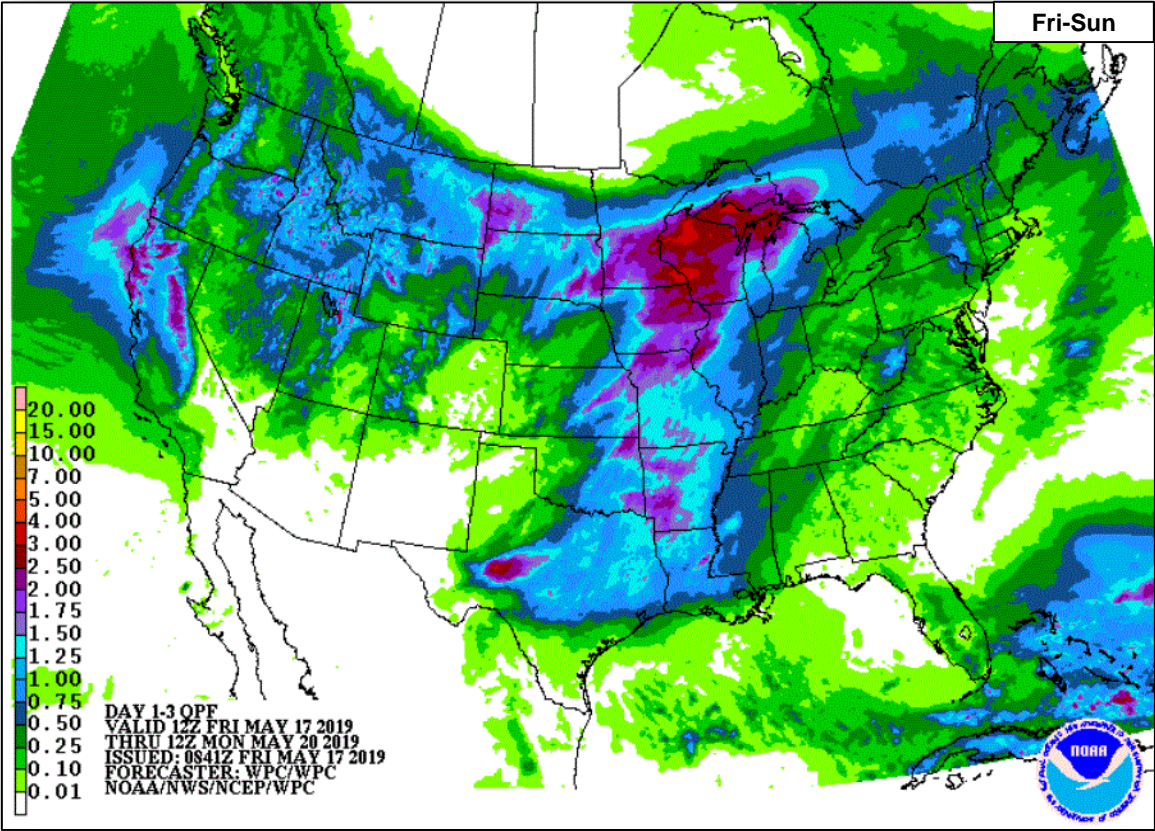 Fri-Sun
20.00
15.00
10.00
7.00
5.00
4.00
3.00
2.50
2.00
1.75
1.50
1.25
1.00
0.75
0.50
0.25
0.10
0.01
DAY 1-3 QPF
VALID 12Z FRI MAY 17 2019
THRU 12Z MON MAY 20 2019
ISSUED: 0841Z FRI MAY 17 2019
FORECASTER: WPC/WPC
NOAA/NWS/NCEP/WPC
NOAA